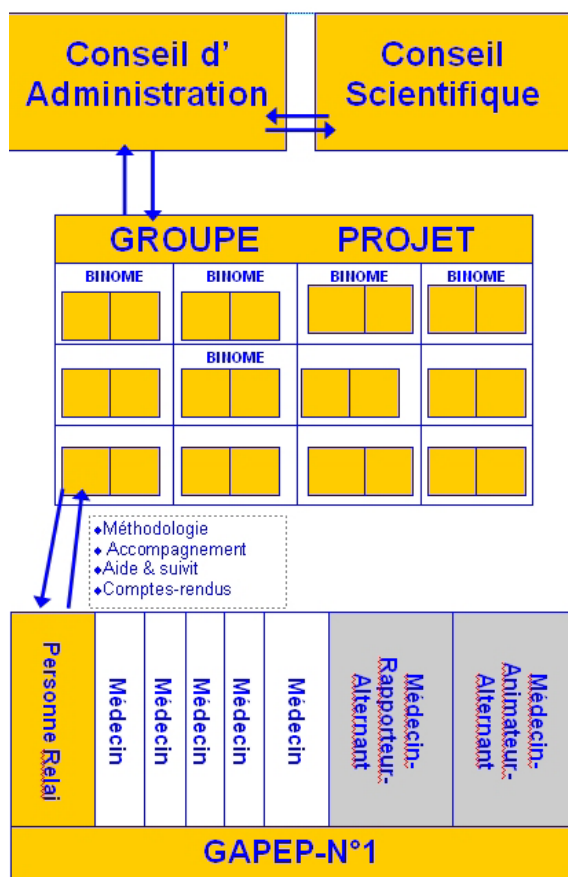 Conseil d’
Administration
Conseil
Scientifique
GROUPE PROJET
BINOME BINOME BINOME BINOME
BINOME
◆Méthodologie
◆ Accompagnement
◆Aide & suivit
◆Comptes-rendus
Personne Relai
Médecin
Médecin
Médecin
Médecin
Médecin
Médecin-
Rapporteur-
Alternant
Médecin-
Animateur-
Alternant
GAPEP-N°1